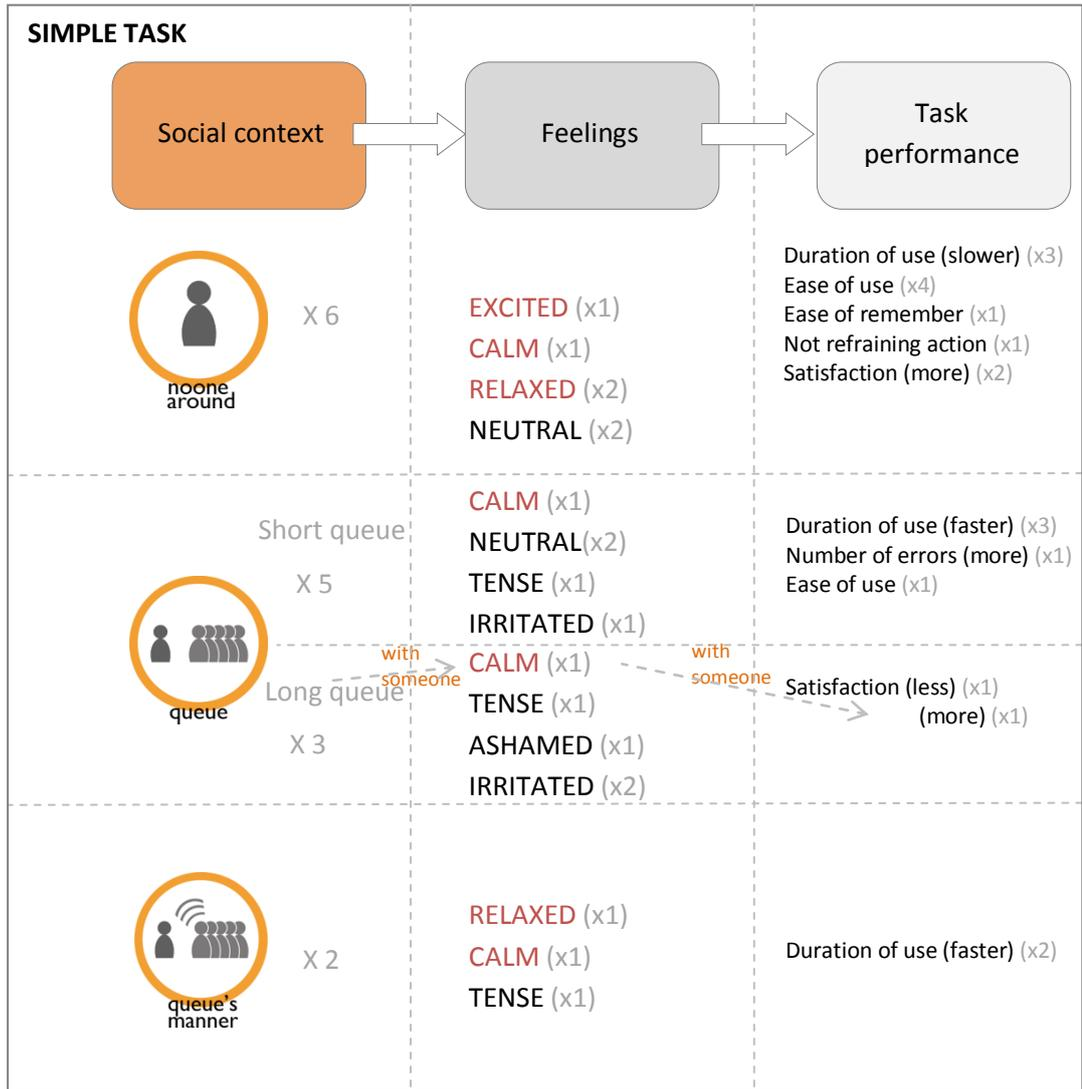 SIMPLE TASK
Social context
Feelings
Task
performance
noone
around
X 6
EXCITED (x1)
CALM (x1)
RELAXED (x2)
NEUTRAL (x2)
Duration of use (slower) (x3)
Ease of use (x4)
Ease of remember (x1)
Not refraining action (x1)
Satisfaction (more) (x2)
queue
Short queue
X 5
CALM (x1)
NEUTRAL(x2)
TENSE (x1)
IRRITATED (x1)
Duration of use (faster) (x3)
Number of errors (more) (x1)
Ease of use (x1)
Long queue
X 3
with
someone
CALM (x1)
TENSE (x1)
ASHAMED (x1)
IRRITATED (x2)
with
someone
Satisfaction (less) (x1)
(more) (x1)
queue's
manner
X 2
RELAXED (x1)
CALM (x1)
TENSE (x1)
Duration of use (faster) (x2)